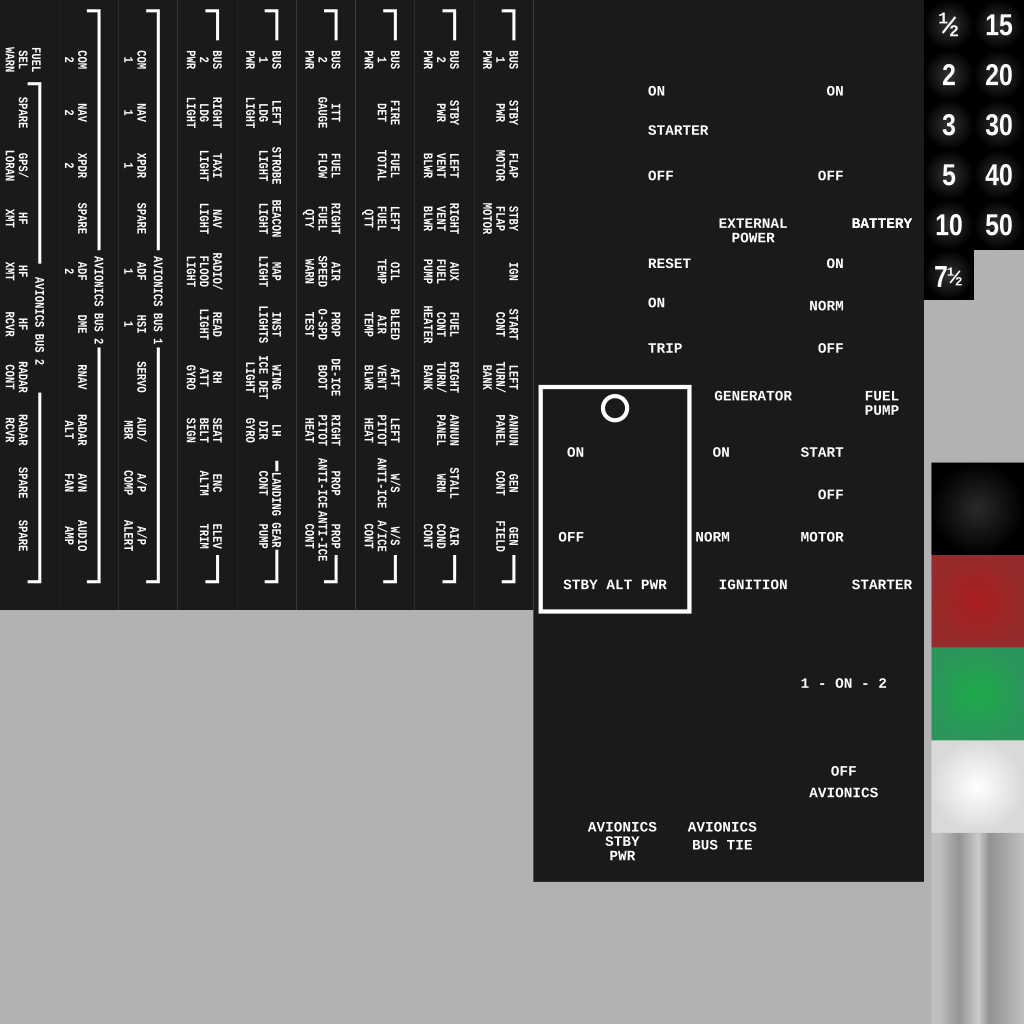 BUS
1
PWR
STBY
PWR
FLAP
MOTOR
STBY
FLAP
MOTOR
IGN
START
CONT
LEFT
TURN/
BANK
ANNUN
PANEL
GEN
CONT
GEN
FIELD
BUS
2
PWR
STBY
PWR
LEFT
VENT
BLWR
RIGHT
VENT
BLWR
AUX
FUEL
PUMP
FUEL
CONT
HEATER
RIGHT
TURN/
BANK
ANNUN
PANEL
STALL
WRN
AIR
COND
CONT
BUS
1
PWR
FIRE
DET
FUEL
TOTAL
LEFT
FUEL
QTT
OIL
TEMP
BLEED
AIR
TEMP
AFT
VENT
BLWR
LEFT
PITOT
HEAT
W/S
ANTI-ICE
W/S
A/ICE
CONT
BUS
2
PWR
ITT
GAUGE
FUEL
FLOW
RIGHT
FUEL
QTY
AIR
SPEED
WARN
PROP
O-SPD
TEST
DE-ICE
BOOT
RIGHT
PITOT
HEAT
PROP
ANTI-ICE
PROP
ANTI-ICE
CONT
BUS
1
PWR
LEFT
LDG
LIGHT
STROBE
LIGHT
BEACON
LIGHT
MAP
LIGHT
INST
LIGHTS
WING
ICE DET
LIGHT
LH
DIR
GYRO
LANDING GEAR
CONT
PUMP
BUS
2
PWR
RIGHT
LDG
LIGHT
TAXI
LIGHT
NAV
LIGHT
RADIO/
FLOOD
LIGHT
READ
LIGHT
RH
ATT
GYRO
SEAT
BELT
SIGN
ENC
ALTM
ELEV
TRIM
AVIONICS BUS 1
COM
1
NAV
1
XPDR
1
SPARE
ADF
1
HSI
1
SERVO
AUD/
MBR
A/P
COMP
A/P
ALERT
AVIONICS BUS 2
COM
2
NAV
2
XPDR
2
SPARE
ADF
2
DME
RNAV
RADAR
ALT
AVN
FAN
AUDIO
AMP
AVIONICS BUS 2
FUEL
SEL
WARN
SPARE
GPS/
LORAN
HF
XMT
HF
XMT
HF
RCVR
RADAR
CONT
RADAR
RCVR
SPARE
SPARE
ON ON
STARTER
OFF OFF
EXTERNAL
POWER
BATTERY
RESET ON
ON NORM
TRIP OFF
GENERATOR
FUEL
PUMP
ON ON START
OFF
OFF NORM MOTOR
STBY ALT PWR IGNITION STARTER
1 - ON - 2
OFF
AVIONICS
AVIONICS
STBY
PWR
AVIONICS
BUS TIE
½ 15
2 20
3 30
5 40
10 50
7½